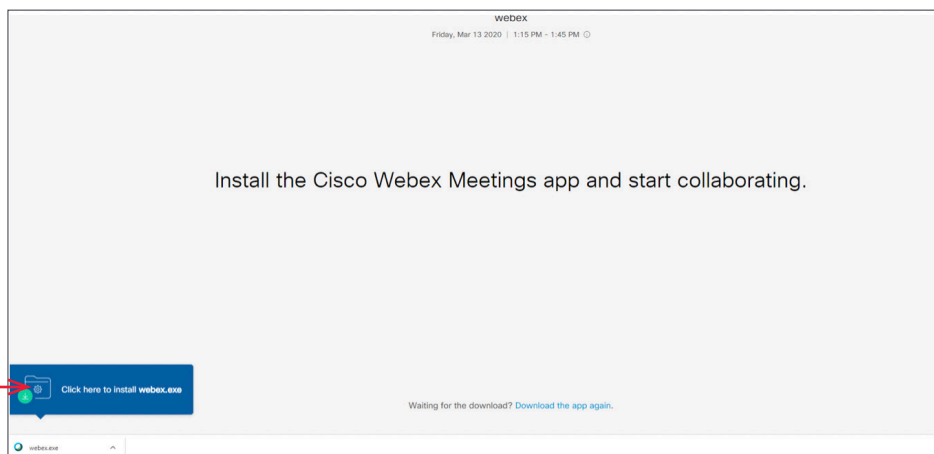 webex
Friday, Mar 13 2020 | 1:15 PM - 1:45 PM
Install the Cisco Webex Meetings app and start collaborating.
Click here to install webex.exe
Waiting for the download? Download the app again.
webex.exe